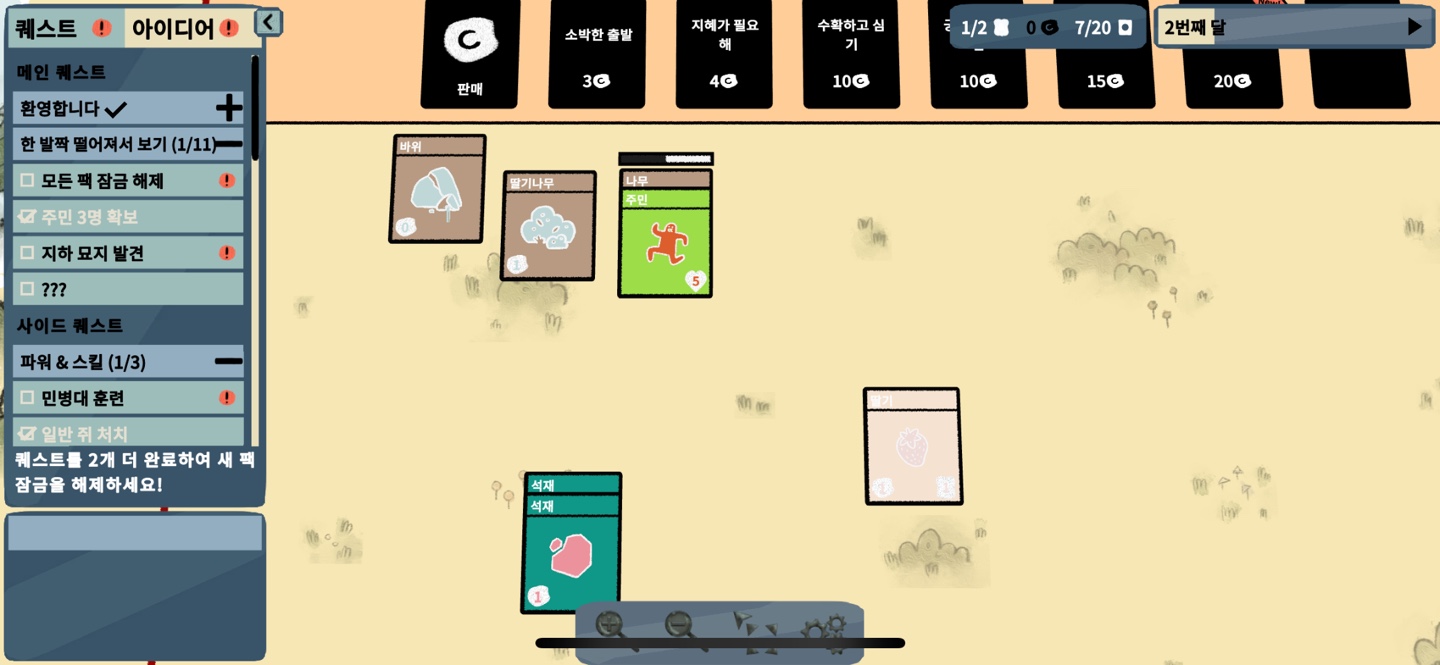 퀘스트
아이디어
메인 퀘스트
환영합니다
한 발짝 떨어져서 보기 (1/11)
모든 팩 잠금 해제
주민 3명 확보
지하 묘지 발견
???
사이드 퀘스트
파워 & 스킬 (1/3)
민병대 훈련
일반 쥐 처치
퀘스트를 2개 더 완료하여 새 팩
잠금을 해제하세요!
판매
소박한 출발
3
지혜가 필요
해
4
수확하고 심
기
10
10
15
20
1/2
0
7/20
2번째 달
바위
0
딸기나무
1
나무
주민
5
딸기
1
1
석재
석재
1